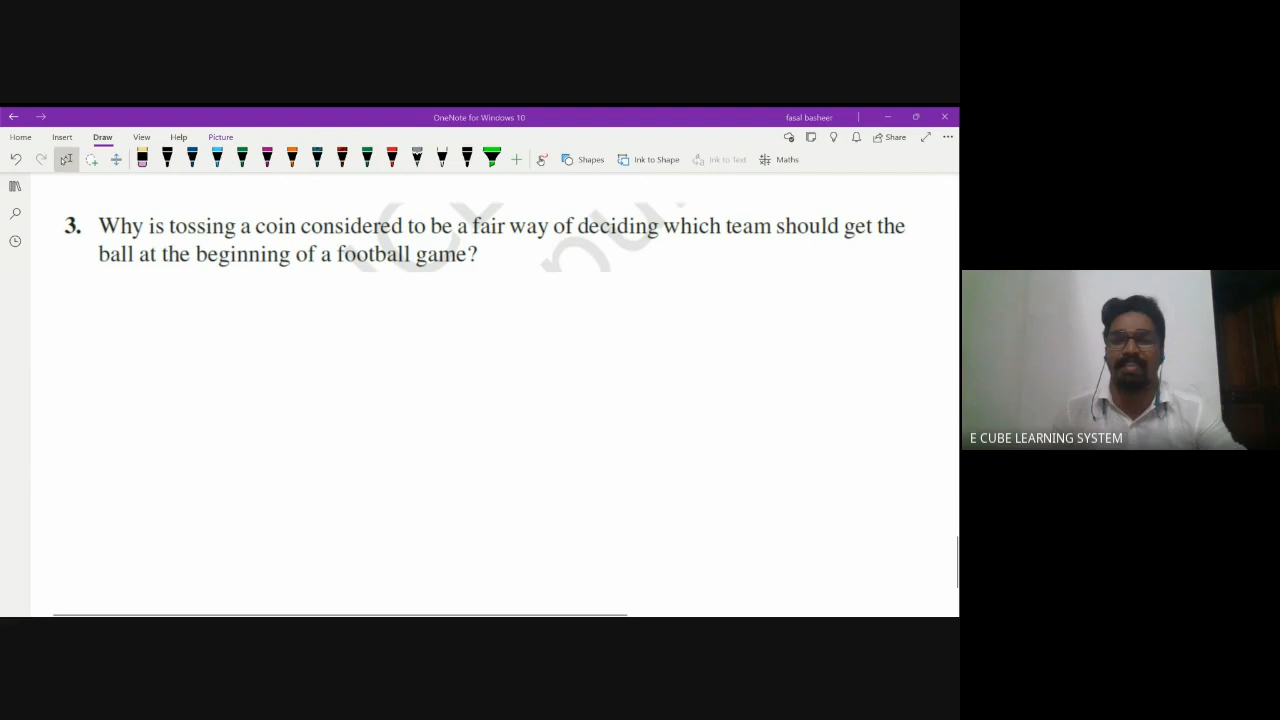 OneNote for Windows 10
fasal basheer
Home Insert Draw View Help Picture
Share
Shapes Ink to Shape Ink to Text Maths
3. Why is tossing a coin considered to be a fair way of deciding which team should get the
ball at the beginning of a football game?
E CUBE LEARNING SYSTEM